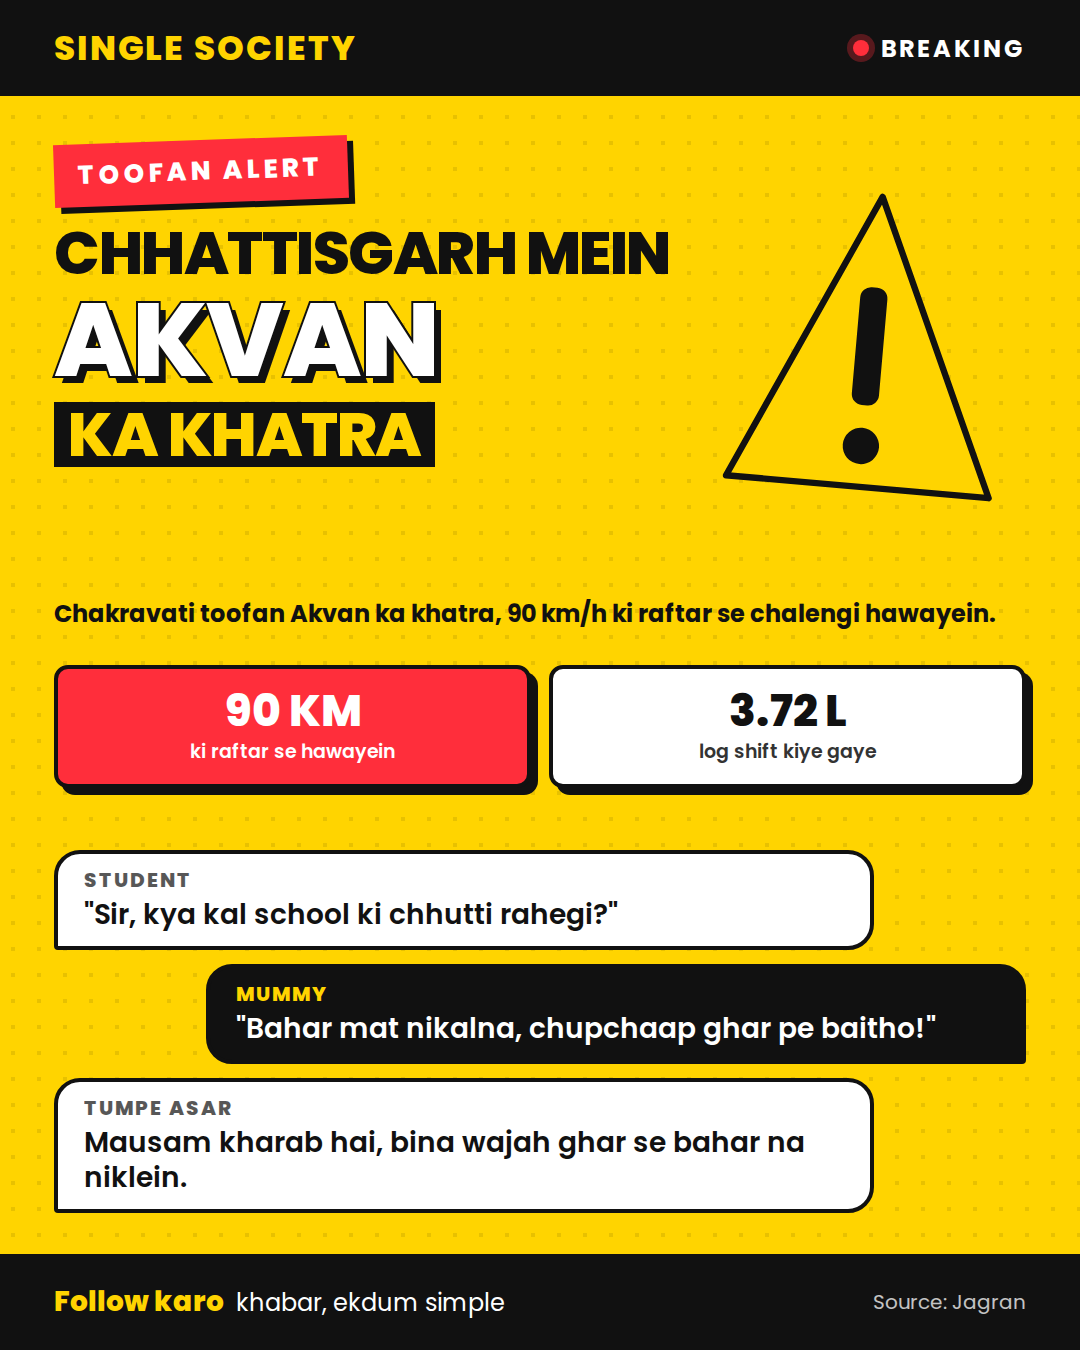 SINGLE SOCIETY
BREAKING
TOOFAN ALERT
CHHATTISGARH MEIN
AKVAN
KA KHATRA
Chakravati toofan Akvan ka khatra, 90 km/h ki raftar se chalengi hawayein.
90 KM
ki raftar se hawayein
3.72 L
log shift kiye gaye
STUDENT
"Sir, kya kal school ki chhutti rahegi?"
MUMMY
"Bahar mat nikalna, chupchaap ghar pe baitho!"
TUMPE ASAR
Mausam kharab hai, bina wajah ghar se bahar na
niklein.
Follow karo khabar, ekdum simple
Source: Jagran